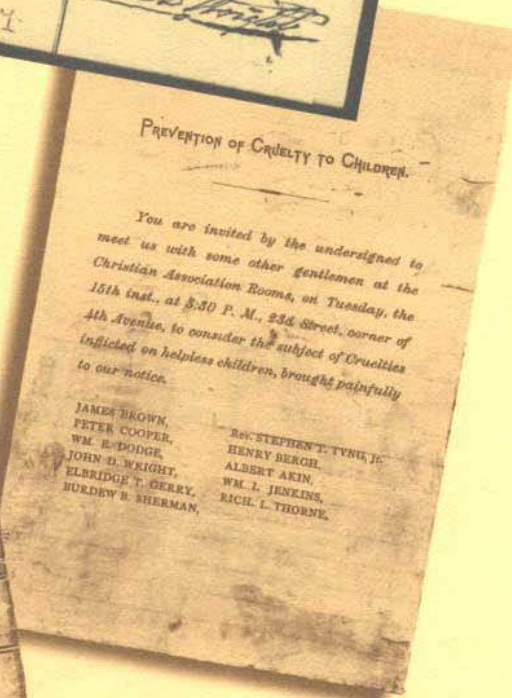 PREVENTION OF CRUELTY TO CHILDREN.
You are invited by the undersigned to
meet us with some other gentlemen at the
Christian Association Rooms, on Tuesday, the
15th inst., at 3:30 P. M., 23d Street, corner of
4th Avenue, to consider the subject of Cruelties
inflicted on helpless children, brought painfully
to our notice.
JAMES BROWN,
PETER COOPER,
WM. E. DODGE,
JOHN D. WRIGHT,
ELBRIDGE T. GERRY,
BURDEW B. SHERMAN,
Rev. STEPHEN T. TYNG, Jr.
HENRY BERGH.
ALBERT AKIN,
WM. L. JENKINS,
RICH. L. THORNE,